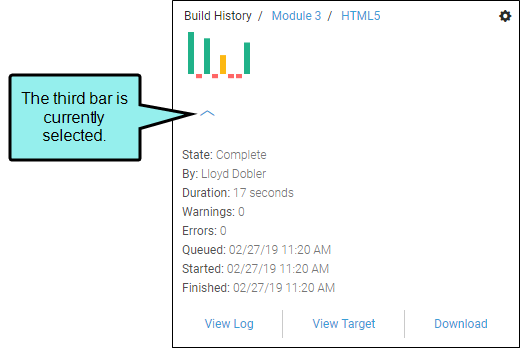 Build History / Module 3 / HTML5
The third bar is
currently
selected.
State: Complete
By: Lloyd Dobler
Duration: 17 seconds
Warnings: 0
Errors: 0
Queued: 02/27/19 11:20 AM
Started: 02/27/19 11:20 AM
Finished: 02/27/19 11:20 AM
View Log View Target Download